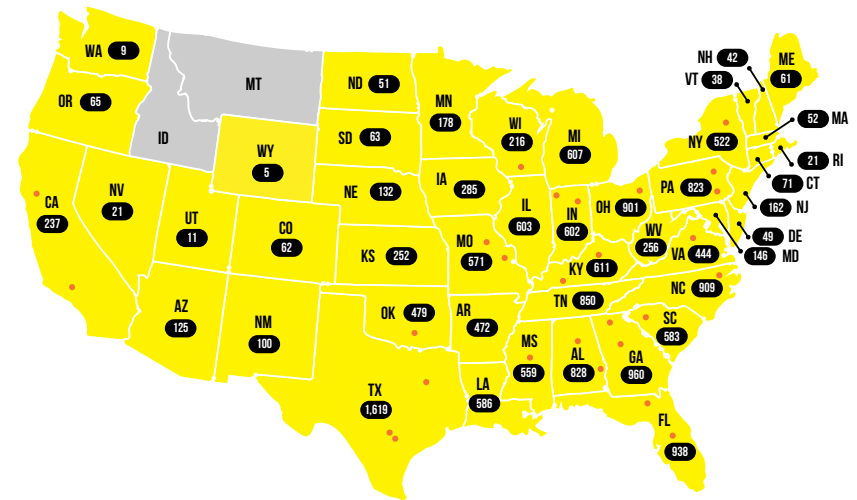 WA 9
OR 65
MT
ID
ND 51
MN
178
NH 42
VT 38
ME
61
SD 63
WI
216
MI
607
NY 522
52 MA
WY
5
21 RI
CA
237
NV
21
NE 132
IA
285
PA 823
71 CT
UT
11
CO
62
IL
603
IN
602
OH 901
162 NJ
WV
256
49 DE
146 MD
KS 252
MO
571
KY 611
VA 444
AZ
125
NM
100
OK 479
AR
472
TN 850
NC 909
SC
583
MS
559
AL
828
GA
960
TX
1,619
LA
586
FL
938